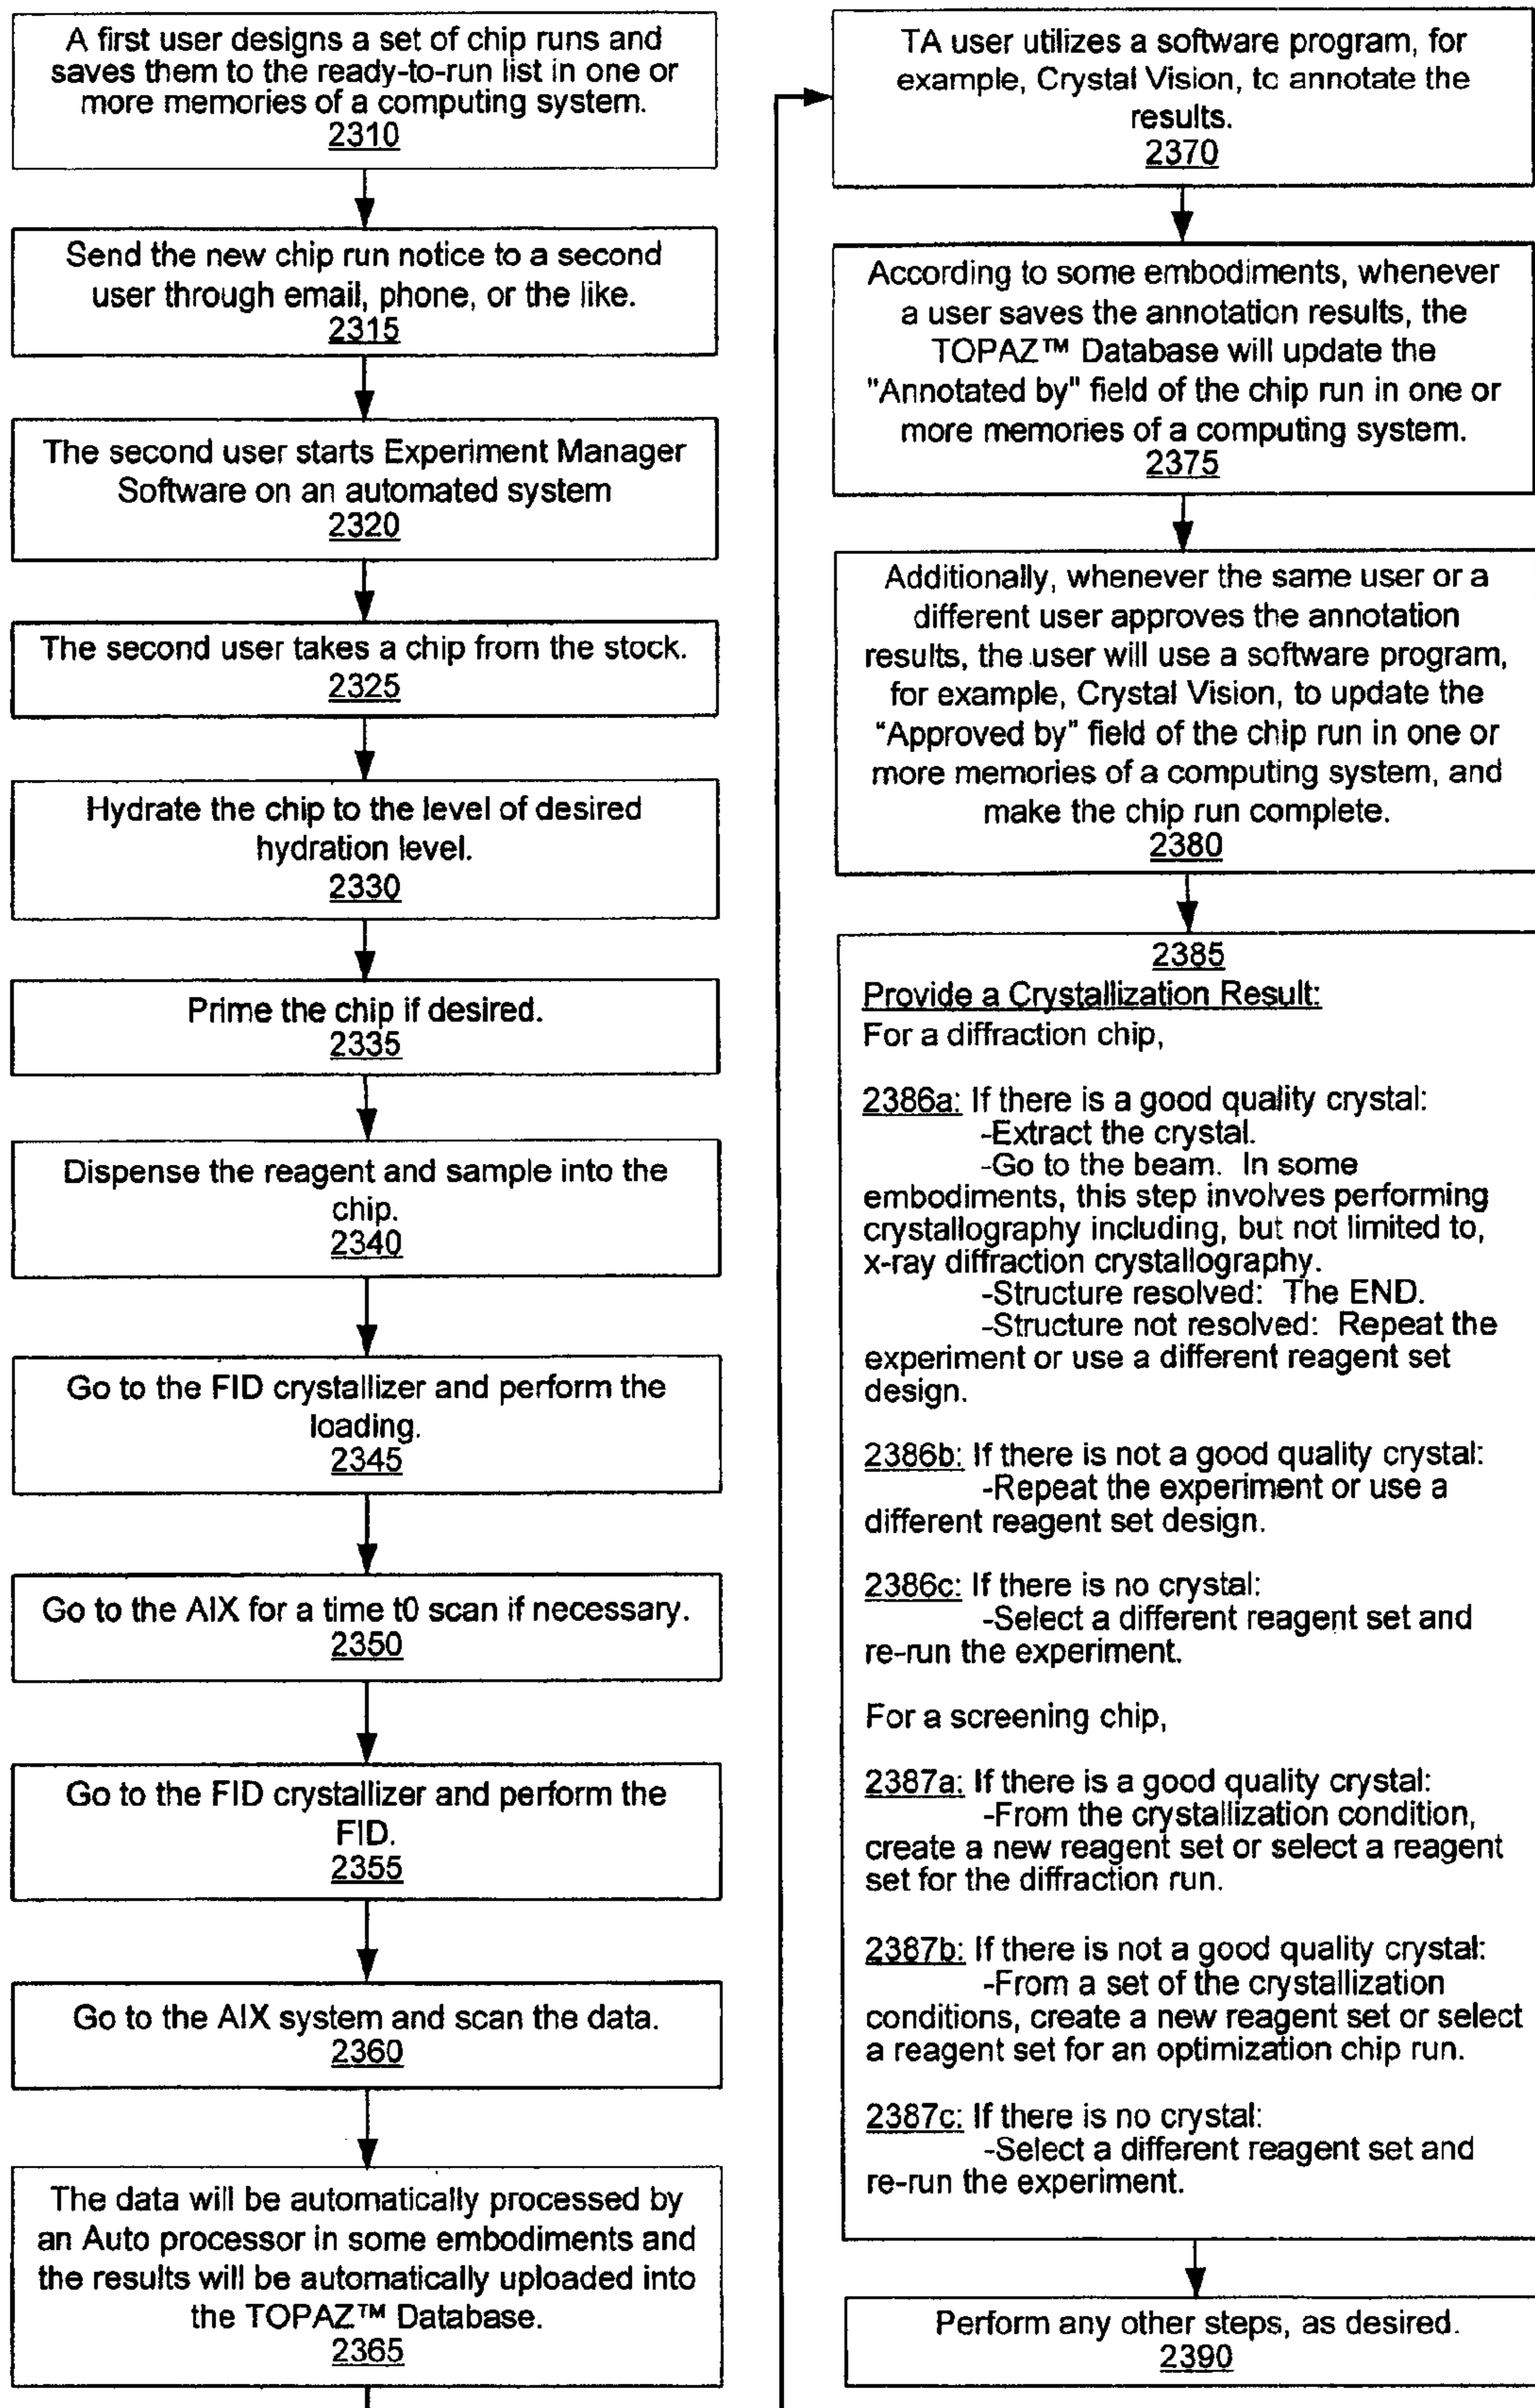 A first user designs a set of chip runs and
saves them to the ready-to-run list in one or
more memories of a computing system.
2310
Send the new chip run notice to a second
user through email, phone, or the like.
2315
The second user starts Experiment Manager
Software on an automated system
2320
The second user takes a chip from the stock.
2325
Hydrate the chip to the level of desired
hydration level.
2330
Prime the chip if desired.
2335
Dispense the reagent and sample into the
chip.
2340
Go to the FID crystallizer and perform the
loading.
2345
Go to the AIX for a time t0 scan if necessary.
2350
Go to the FID crystallizer and perform the
FID.
2355
Go to the AIX system and scan the data.
2360
The data will be automatically processed by
an Auto processor in some embodiments and
the results will be automatically uploaded into
the TOPAZ™ Database.
2365
TA user utilizes a software program, for
example, Crystal Vision, to annotate the
results.
2370
According to some embodiments, whenever
a user saves the annotation results, the
TOPAZ™ Database will update the
"Annotated by" field of the chip run in one or
more memories of a computing system.
2375
Additionally, whenever the same user or a
different user approves the annotation
results, the user will use a software program,
for example, Crystal Vision, to update the
“Approved by” field of the chip run in one or
more memories of a computing system, and
make the chip run complete.
2380
2385
Provide a Crystallization Result:
For a diffraction chip,
2386a: If there is a good quality crystal:
-Extract the crystal.
-Go to the beam. In some
embodiments, this step involves performing
crystallography including, but not limited to,
x-ray diffraction crystallography.
-Structure resolved: The END.
-Structure not resolved: Repeat the
experiment or use a different reagent set
design.
2386b: If there is not a good quality crystal:
-Repeat the experiment or use a
different reagent set design.
2386c: If there is no crystal:
-Select a different reagent set and
re-run the experiment.
For a screening chip,
2387a: If there is a good quality crystal:
-From the crystallization condition,
create a new reagent set or select a reagent
set for the diffraction run.
2387b: If there is not a good quality crystal:
-From a set of the crystallization
conditions, create a new reagent set or select
a reagent set for an optimization chip run.
2387c: If there is no crystal:
-Select a different reagent set and
re-run the experiment.
Perform any other steps, as desired.
2390